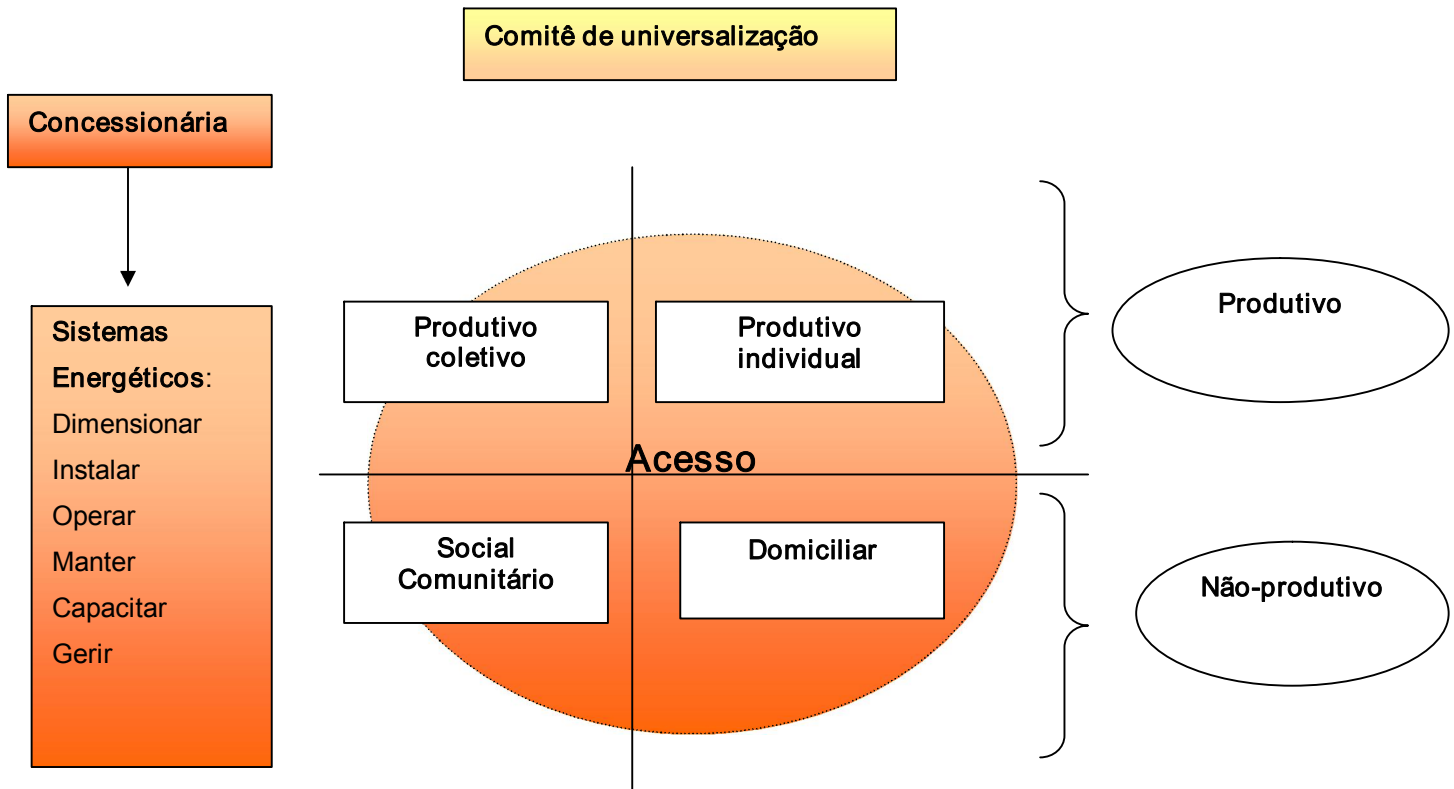 Comitê de universalização
Concessionária
Sistemas
Energéticos:
Dimensionar
Instalar
Operar
Manter
Capacitar
Gerir
Produtivo
coletivo
Produtivo
individual
Acesso
Social
Comunitário
Domiciliar
Produtivo
Não-produtivo